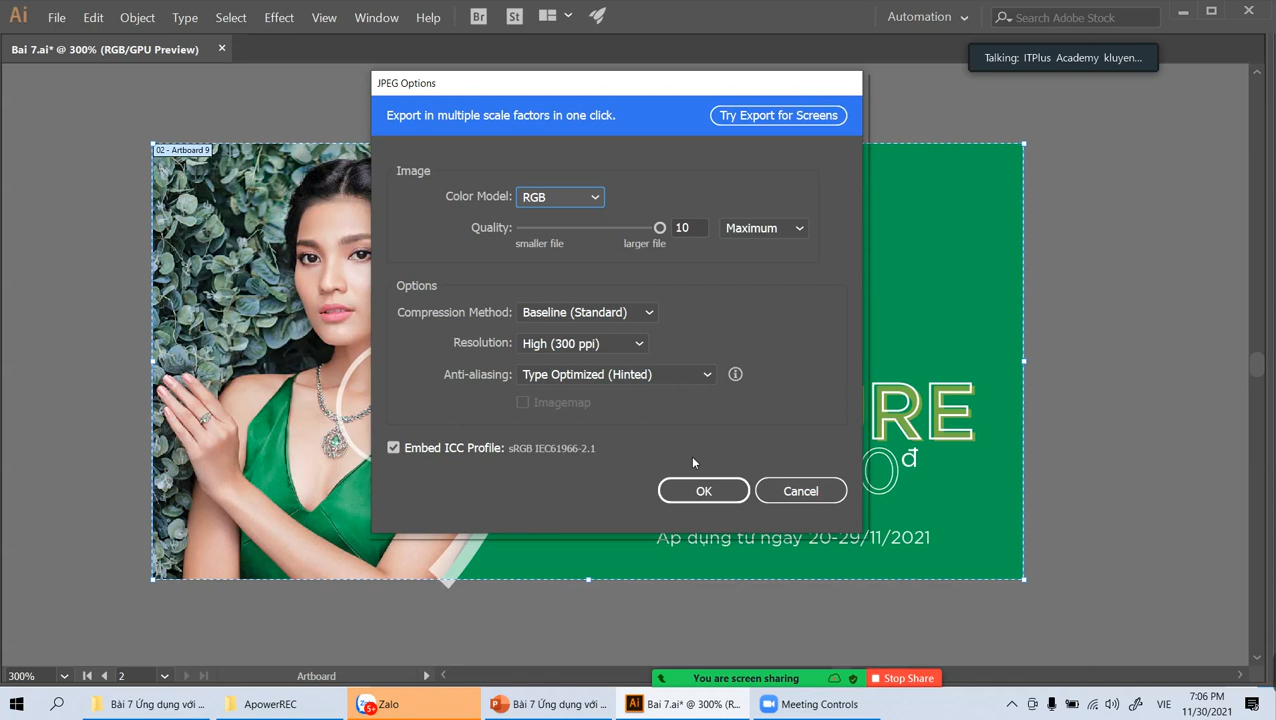 Ai File Edit Object Type Select Effect View Window Help Br St Automation Search Adobe Stock
Bai 7.ai* @ 300% (RGB/GPU Preview)
Talking: ITPlus Academy kluyen...
JPEG Options
Export in multiple scale factors in one click. Try Export for Screens
02 - Artboard 9
Image
Color Model: RGB
Quality: 10 Maximum
smaller file larger file
Options
Compression Method: Baseline (Standard)
Resolution: High (300 ppi)
Anti-aliasing: Type Optimized (Hinted)
Imagemap
RE
Embed ICC Profile: sRGB IEC61966-2.1
0đ
OK Cancel
Áp dụng từ ngày 20-29/11/2021
300% 2 Artboard
You are screen sharing Stop Share
Bài 7 Ứng dụng với ... ApowerREC 5+ Zalo Bài 7 Ứng dụng với ... Ai Bai 7.ai* @ 300% (R... Meeting Controls VIE 7:06 PM
11/30/2021